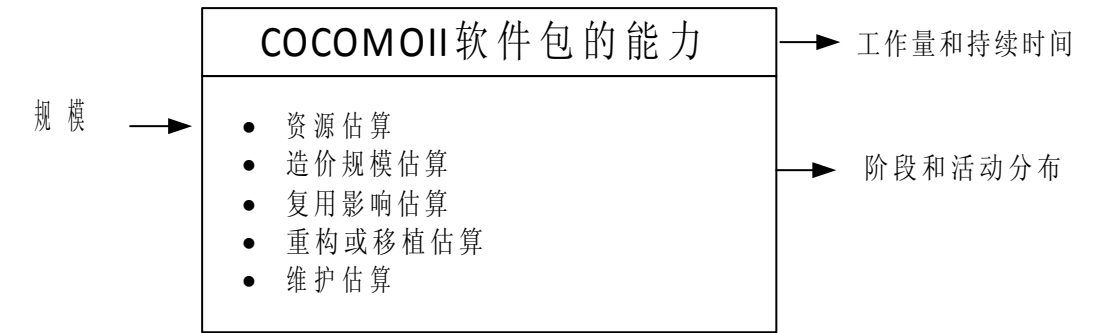 COCOMOII软件包的能力
工作量和持续时间
规模
• 资源估算
• 造价规模估算
• 复用影响估算
• 重构或移植估算
• 维护估算
阶段和活动分布